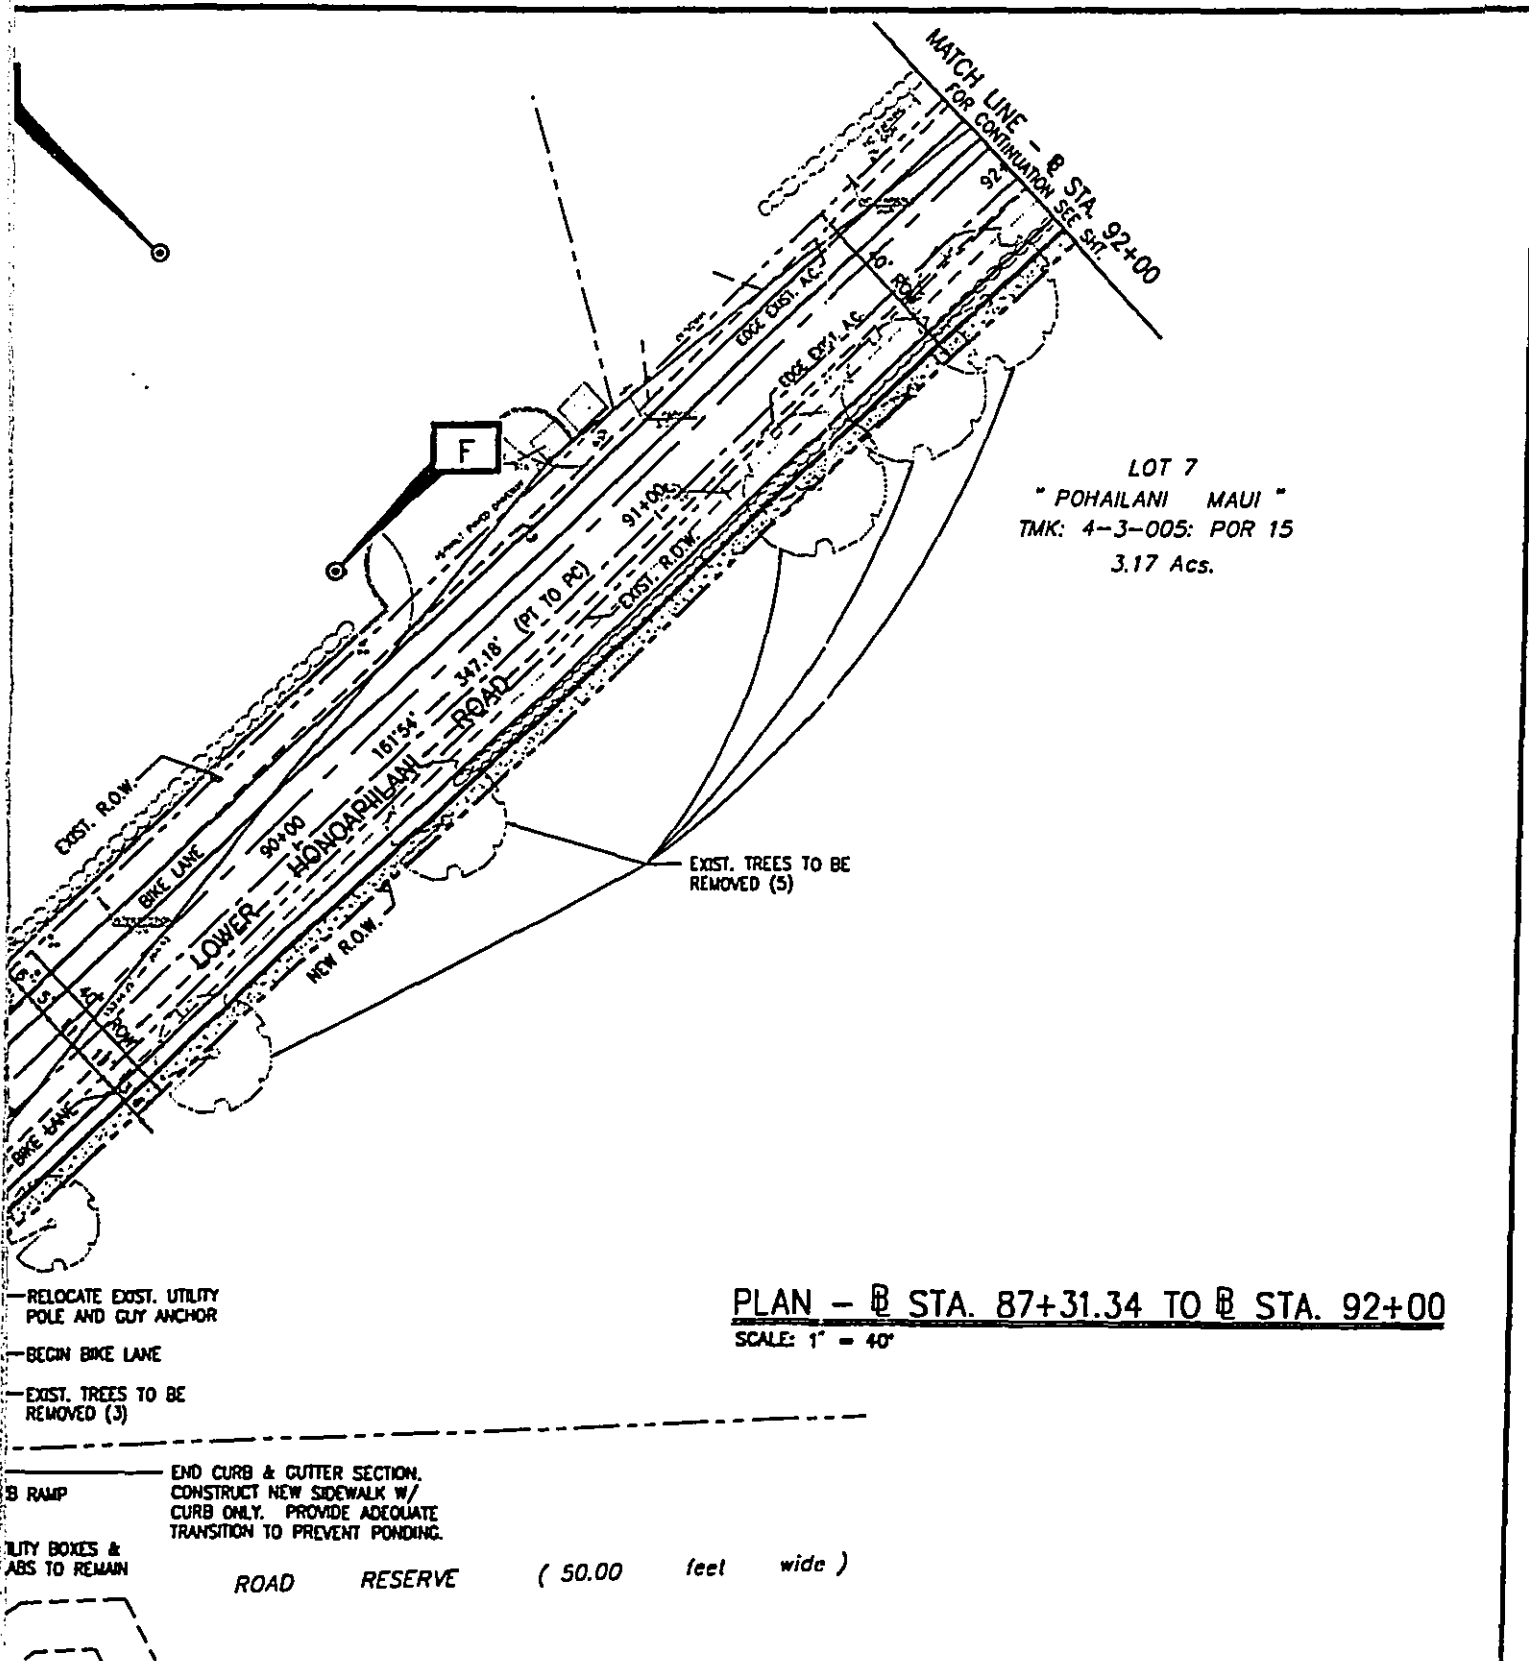 MATCH LINE - ⅊ STA. 92+00
FOR CONTINUATION SEE SHT.
92+
40' ROW
EDGE EXIST. A.C.
EDGE EXIST. A.C.
F
91+00
EXIST. R.O.W.
LOT 7
" POHAILANI MAUI "
TMK: 4-3-005: POR 15
3.17 Acs.
347.18' (PT TO PC)
161°54'
LOWER HONOAPIILANI ROAD
90+00
EXIST. R.O.W.
BIKE LANE
NEW R.O.W.
EXIST. TREES TO BE
REMOVED (5)
5'
40' ROW
11'
BIKE LANE
RELOCATE EXIST. UTILITY
POLE AND GUY ANCHOR
BEGIN BIKE LANE
EXIST. TREES TO BE
REMOVED (3)
PLAN - ⅊ STA. 87+31.34 TO ⅊ STA. 92+00
SCALE: 1" = 40'
END CURB & GUTTER SECTION.
CONSTRUCT NEW SIDEWALK W/
CURB ONLY. PROVIDE ADEQUATE
TRANSITION TO PREVENT PONDING.
B RAMP
ILITY BOXES &
ABS TO REMAIN
ROAD RESERVE ( 50.00 feet wide )